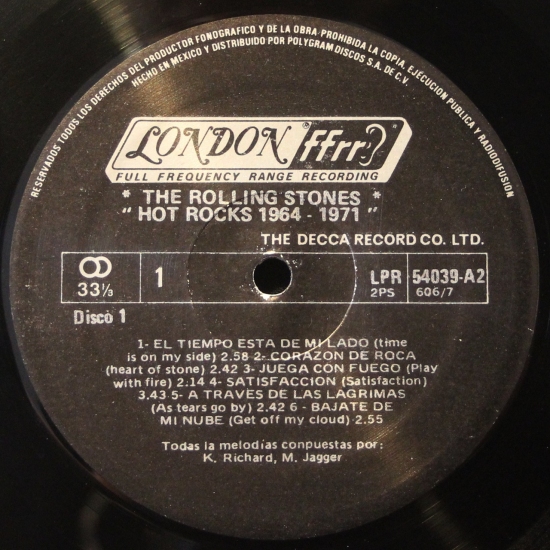 RESERVADOS TODOS LOS DERECHOS DEL PRODUCTOR FONOGRAFICO Y DE LA OBRA. PROHIBIDA LA COPIA, EJECUCION PUBLICA Y RADIODIFUSION
HECHO EN MEXICO Y DISTRIBUIDO POR POLYGRAM DISCOS S.A. DE C.V.
LONDON ffrr
FULL FREQUENCY RANGE RECORDING
* THE ROLLING STONES *
"HOT ROCKS 1964 - 1971"
THE DECCA RECORD CO. LTD.
33⅓ 1 LPR 54039-A2
2PS 606/7
Disco 1
1- EL TIEMPO ESTA DE MI LADO (time
is on my side) 2.58 2- CORAZON DE ROCA
(heart of stone) 2.42 3- JUEGA CON FUEGO (Play
with fire) 2.14 4- SATISFACCION (Satisfaction)
3.43 5- A TRAVES DE LAS LAGRIMAS
(As tears go by) 2.42 6 - BAJATE DE
MI NUBE (Get off my cloud) 2.55
Todas la melodías conpuestas por:
K. Richard, M. Jagger